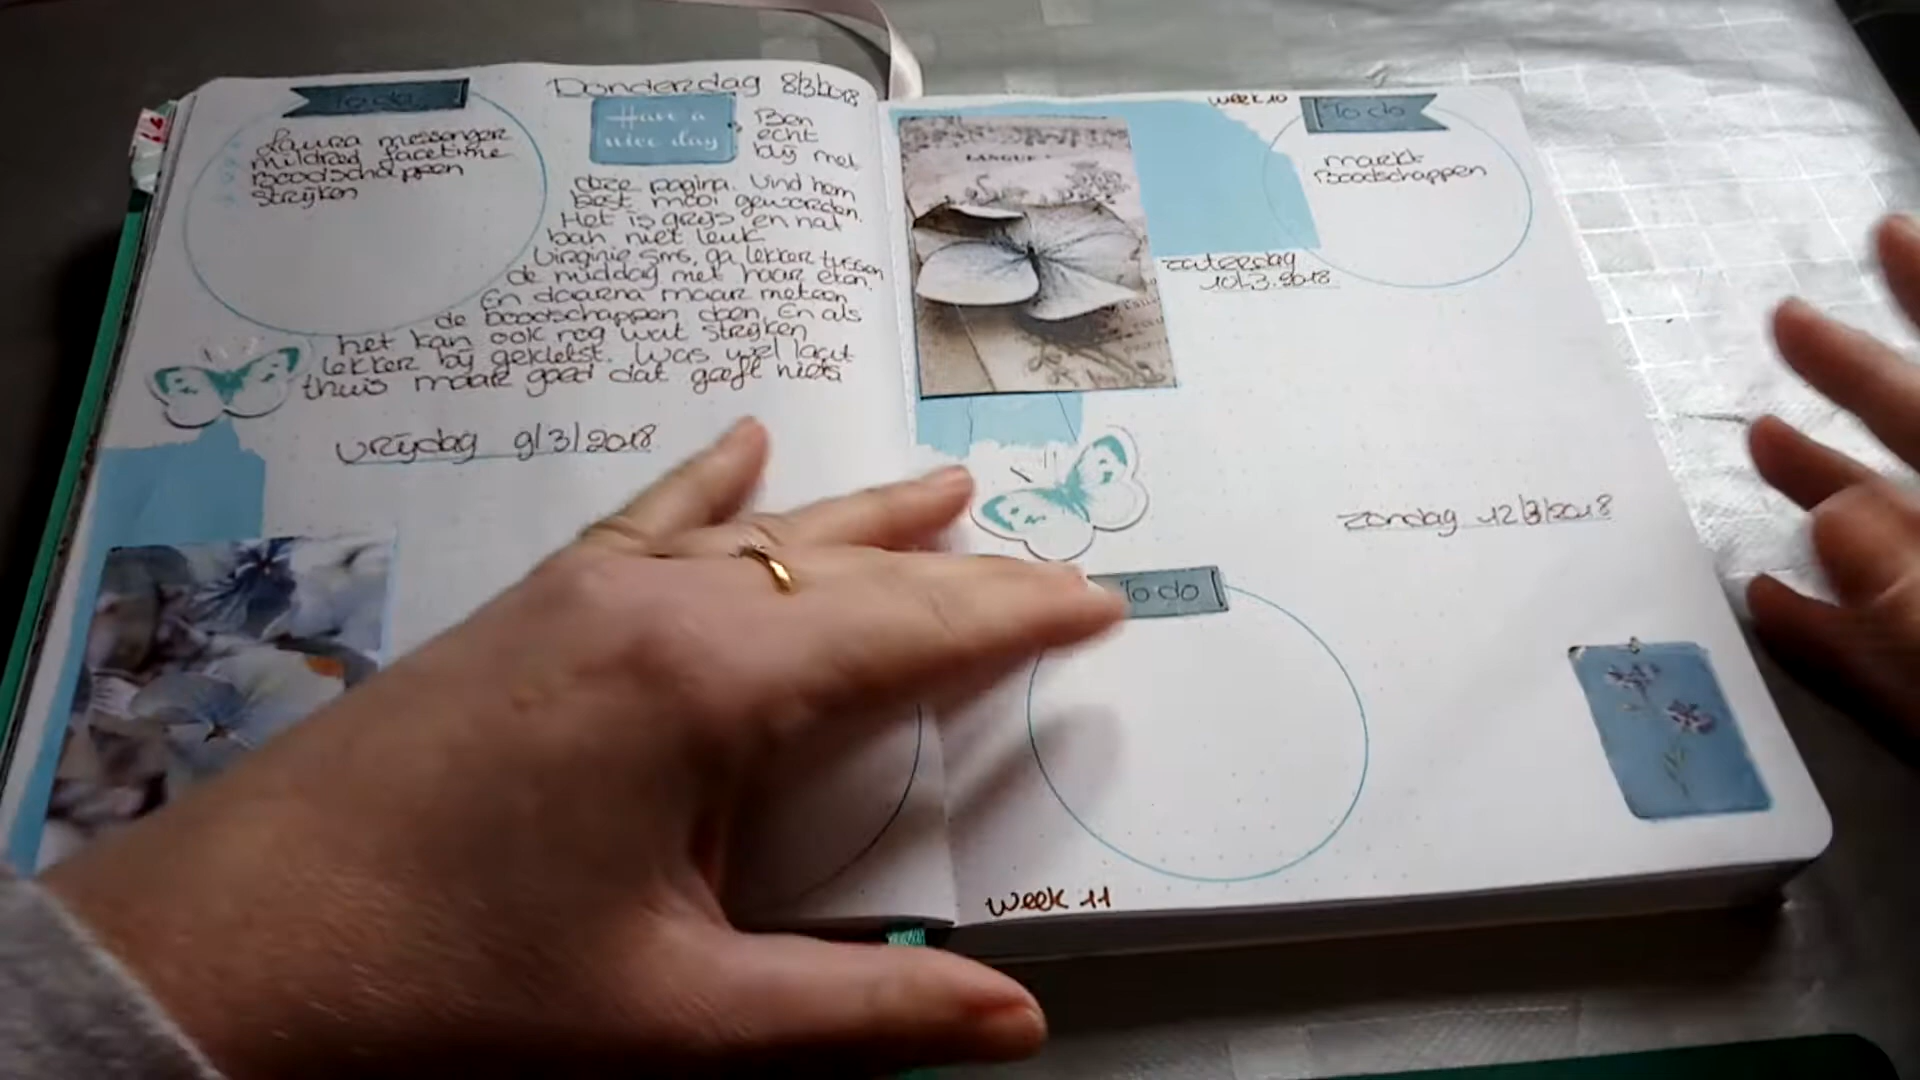 To do
Laura messenger
mildred facetime
Boodschappen
Strijken
Donderdag 8/3/2018
Have a
nice day
Ben
echt
blij met
deze pagina. Vind hem
best mooi geworden.
Het is grijs en nat
bah niet leuk
Virginie sms, ga lekker tussen
de middag met haar eten.
En daarna maar meteen
de boodschappen doen. En als
het kan ook nog wat strijken
lekker bij gekletst. Was wel laat
thuis maar goed dat geeft niets
vrijdag 9/3/2018
week 10
To do
markt
Boodschappen
LANGUE
zaterdag
10/3.2018
zondag 12/3/2018
To do
week 11